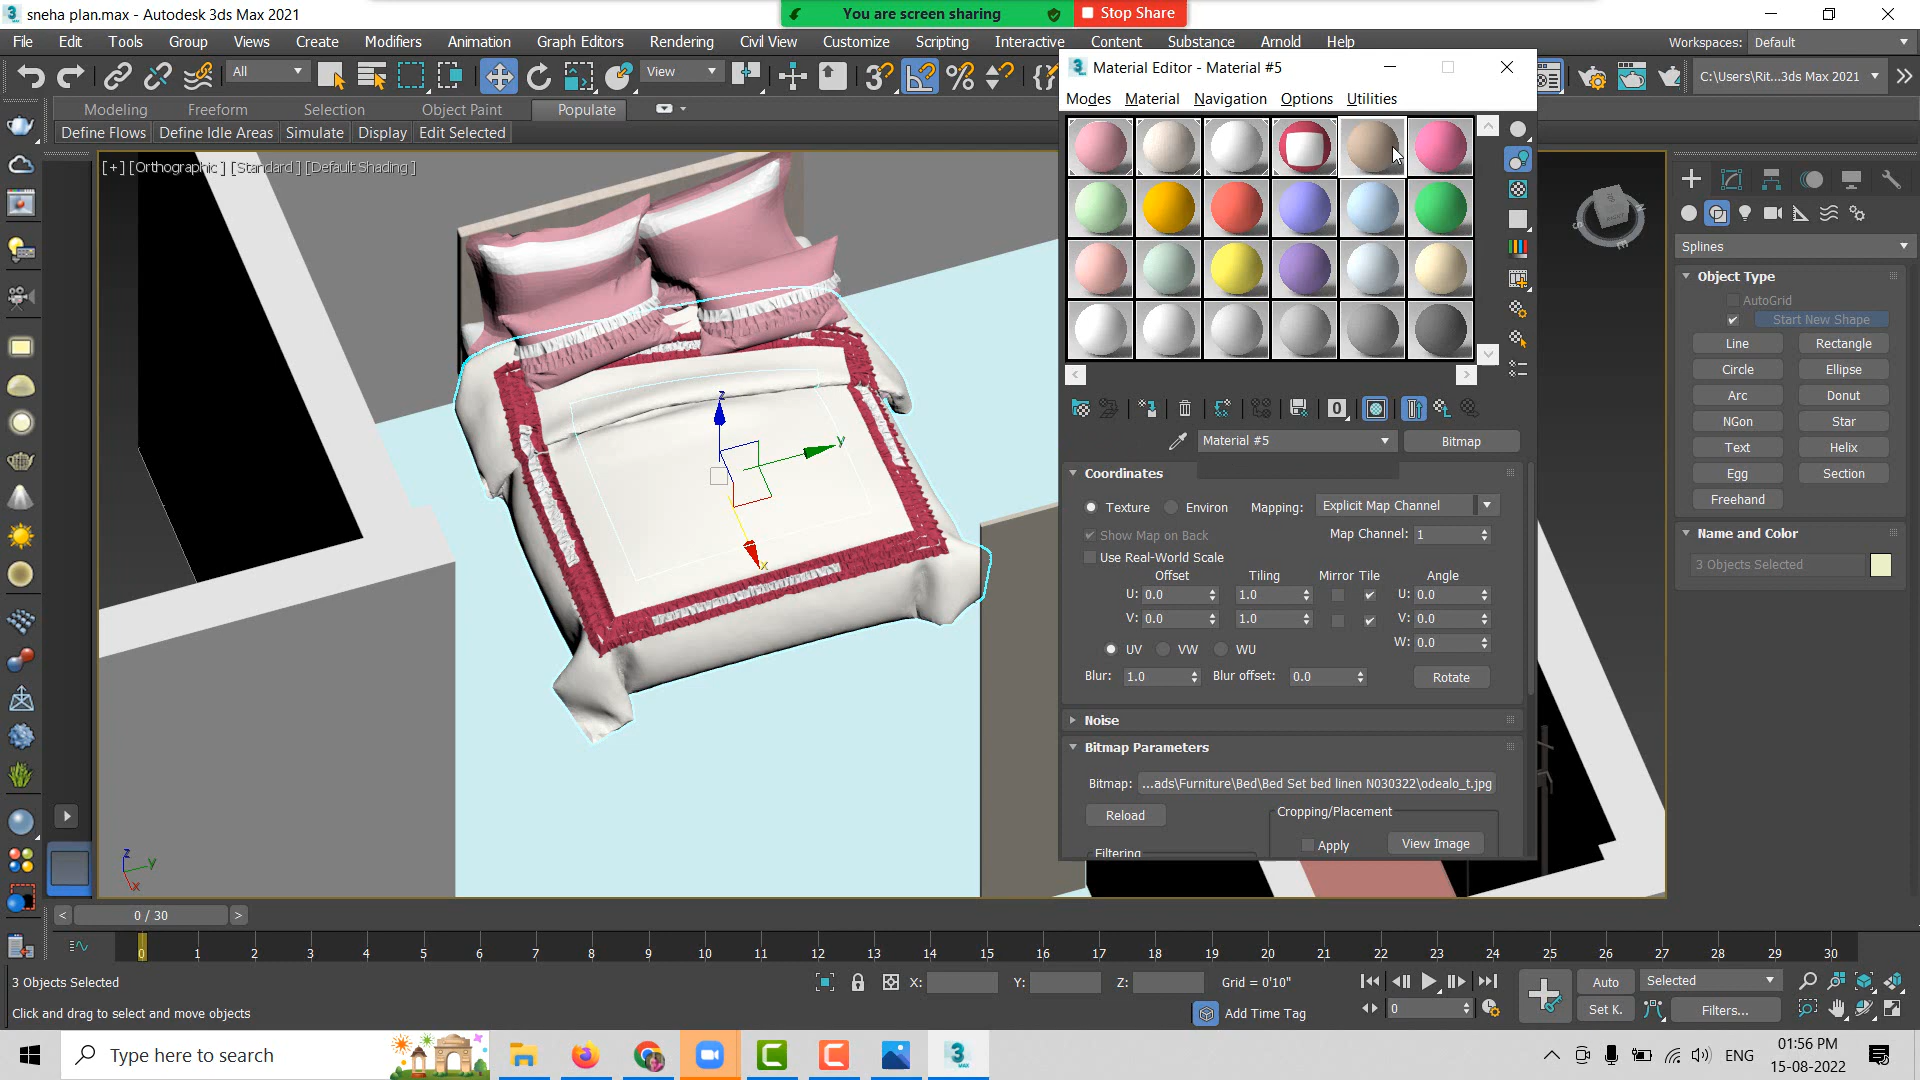 sneha plan.max - Autodesk 3ds Max 2021
You are screen sharing
Stop Share
File Edit Tools Group Views Create Modifiers Animation Graph Editors Rendering Civil View Customize Scripting Interactive Content Substance Arnold Help
Workspaces: Default
All
View
C:\Users\Rit...3ds Max 2021
Modeling Freeform Selection Object Paint Populate
Define Flows Define Idle Areas Simulate Display Edit Selected
[+] [Orthographic ] [Standard ] [Default Shading ]
Material Editor - Material #5
Modes Material Navigation Options Utilities
0
Material #5
Bitmap
Coordinates
Texture Environ Mapping: Explicit Map Channel
Show Map on Back Map Channel: 1
Use Real-World Scale
Offset Tiling Mirror Tile Angle
U: 0.0 1.0 U: 0.0
V: 0.0 1.0 V: 0.0
W: 0.0
UV VW WU
Blur: 1.0 Blur offset: 0.0 Rotate
Noise
Bitmap Parameters
Bitmap: ...ads\Furniture\Bed\Bed Set bed linen N030322\odealo_t.jpg
Reload
Cropping/Placement
Apply View Image
Filtering
Splines
Object Type
AutoGrid
Start New Shape
Line Rectangle
Circle Ellipse
Arc Donut
NGon Star
Text Helix
Egg Section
Freehand
Name and Color
3 Objects Selected
z
y
x
z
y
x
< 0 / 30 >
0 1 2 3 4 5 6 7 8 9 10 11 12 13 14 15 16 17 18 19 20 21 22 23 24 25 26 27 28 29 30
3 Objects Selected
X: Y: Z: Grid = 0'10"
Auto Selected
Click and drag to select and move objects
Add Time Tag
0
Set K. Filters...
Type here to search
ENG
01:56 PM
15-08-2022